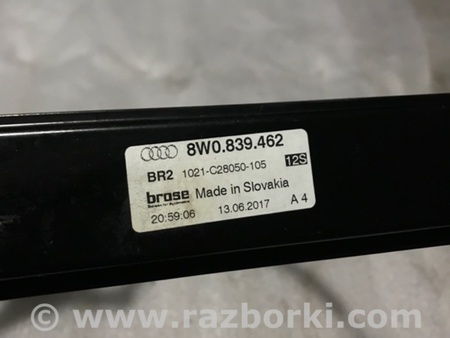 8W0.839.462
BR2 1021-C28050-105 12S
brose Made in Slovakia
20:59:06 13.06.2017 A 4
© www.razborki.com